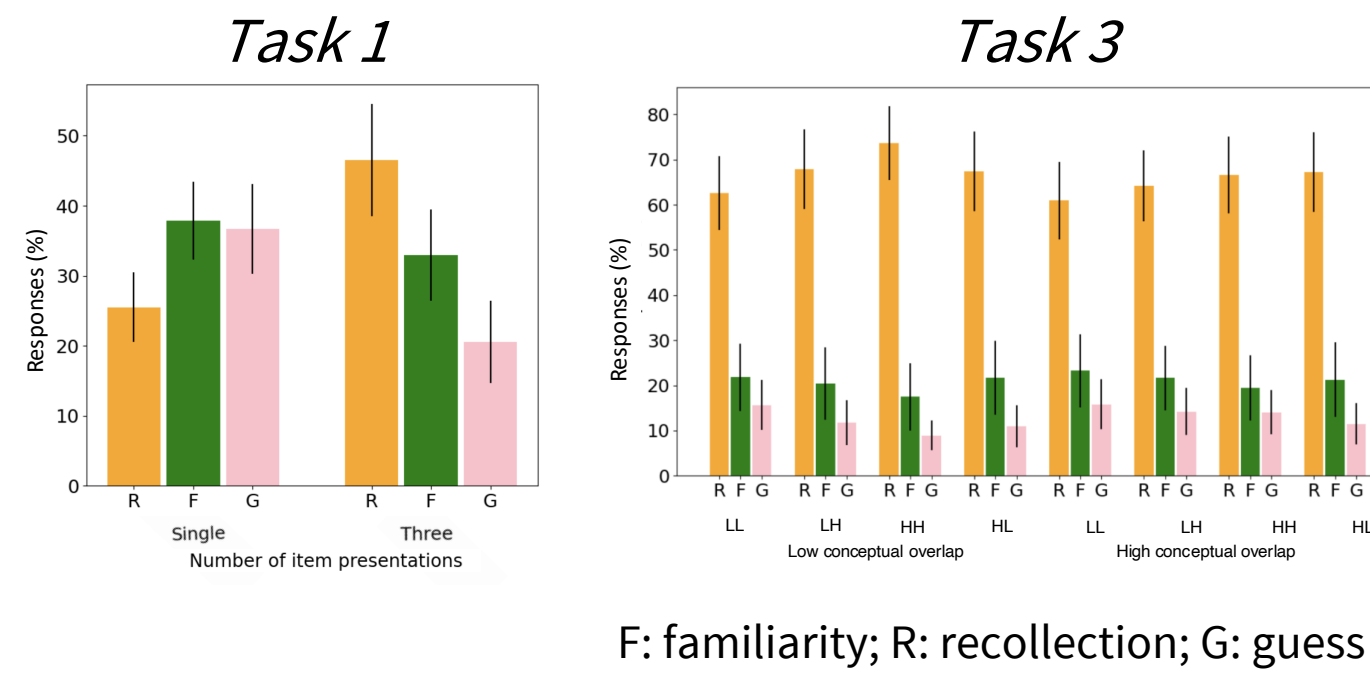 Task 1
Task 3
Responses (%)
50
40
30
20
10
0
R F G R F G
Single Three
Number of item presentations
Responses (%)
80
70
60
50
40
30
20
10
0
R F G R F G R F G R F G R F G R F G R F G R F G
LL LH HH HL LL LH HH HL
Low conceptual overlap High conceptual overlap
F: familiarity; R: recollection; G: guess